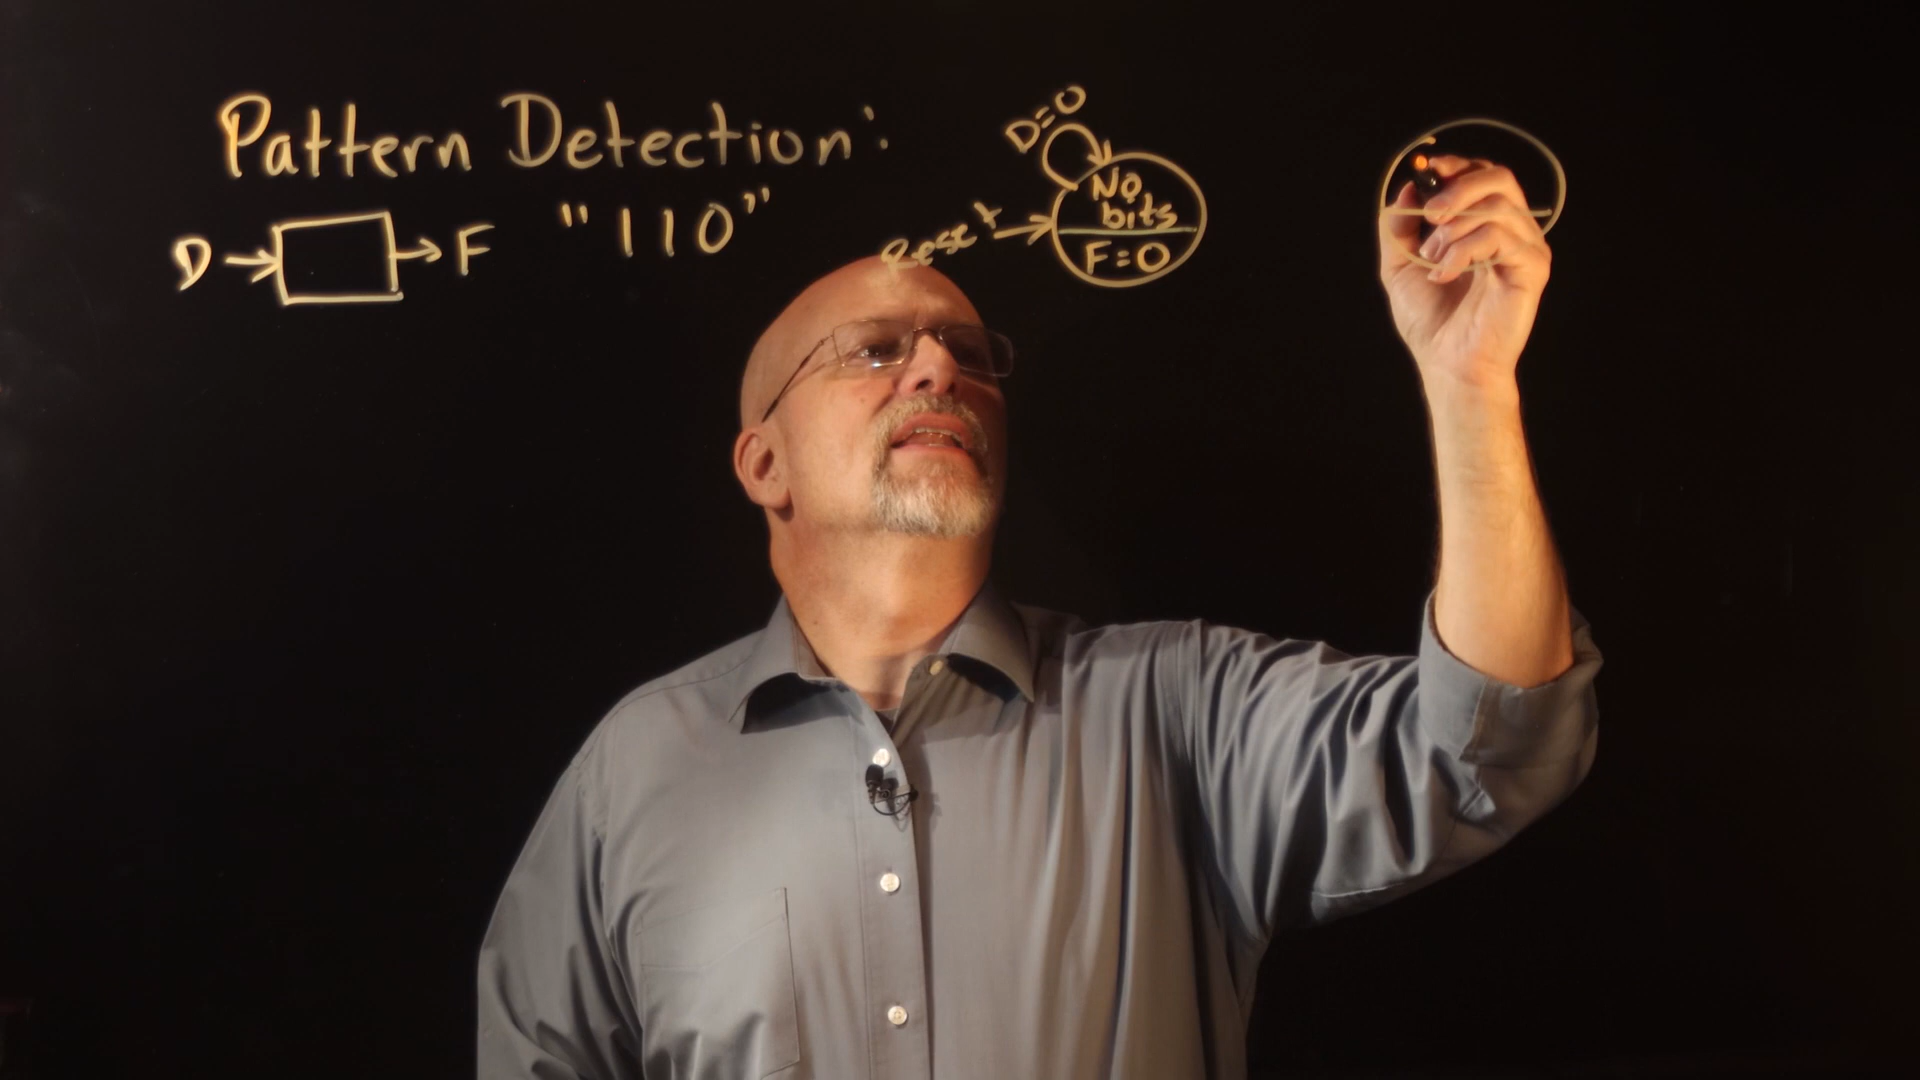 Pattern Detection:
D → F
"110"
D=0
Reset
No
bits
F=0